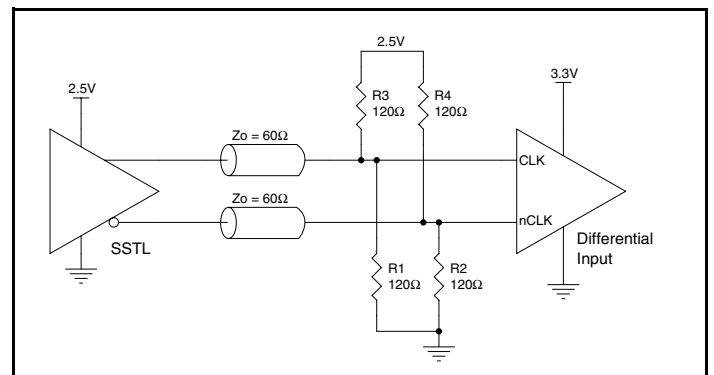 2.5V
2.5V
3.3V
R3
120Ω
R4
120Ω
Zo = 60Ω
CLK
Zo = 60Ω
nCLK
SSTL
Differential
Input
R1
120Ω
R2
120Ω